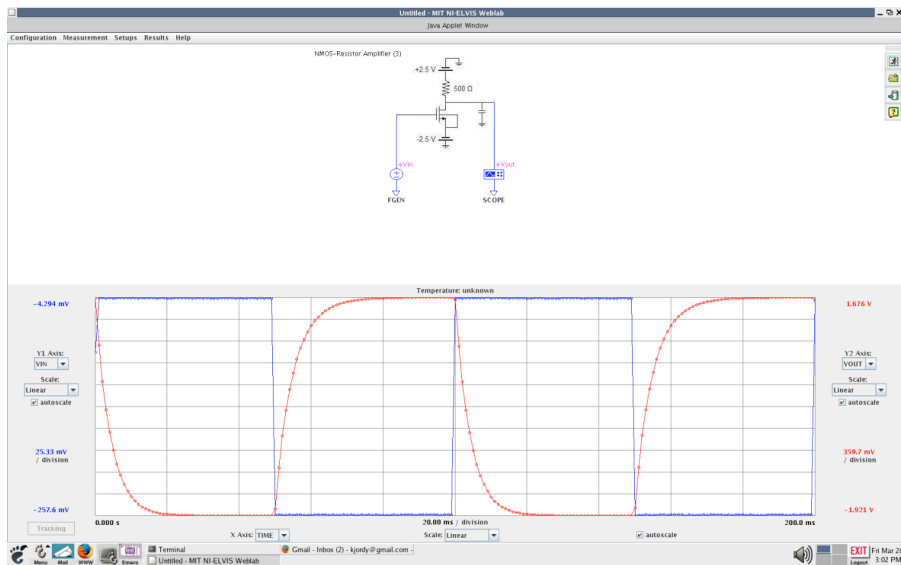 Untitled - MIT NI-ELVIS Weblab
Java Applet Window
Configuration Measurement Setups Results Help
NMOS-Resistor Amplifier (3)
+2.5 V
500 Ω
-2.5 V
+Vin
+Vout
FGEN
SCOPE
Temperature: unknown
-4.294 mV
1.676 V
Y1 Axis:
VIN
Y2 Axis:
VOUT
Scale:
Linear
autoscale
Scale:
Linear
autoscale
25.33 mV
/ division
359.7 mV
/ division
-257.6 mV
-1.921 V
0.000 s
20.00 ms / division
200.0 ms
Tracking
X Axis: TIME
Scale: Linear
autoscale
Menu
Mail
WWW
Emacs
Terminal
Gmail - Inbox (2) - kjordy@gmail.com -
Untitled - MIT NI-ELVIS Weblab
EXIT
Logout
Fri Mar 28
3:02 PM